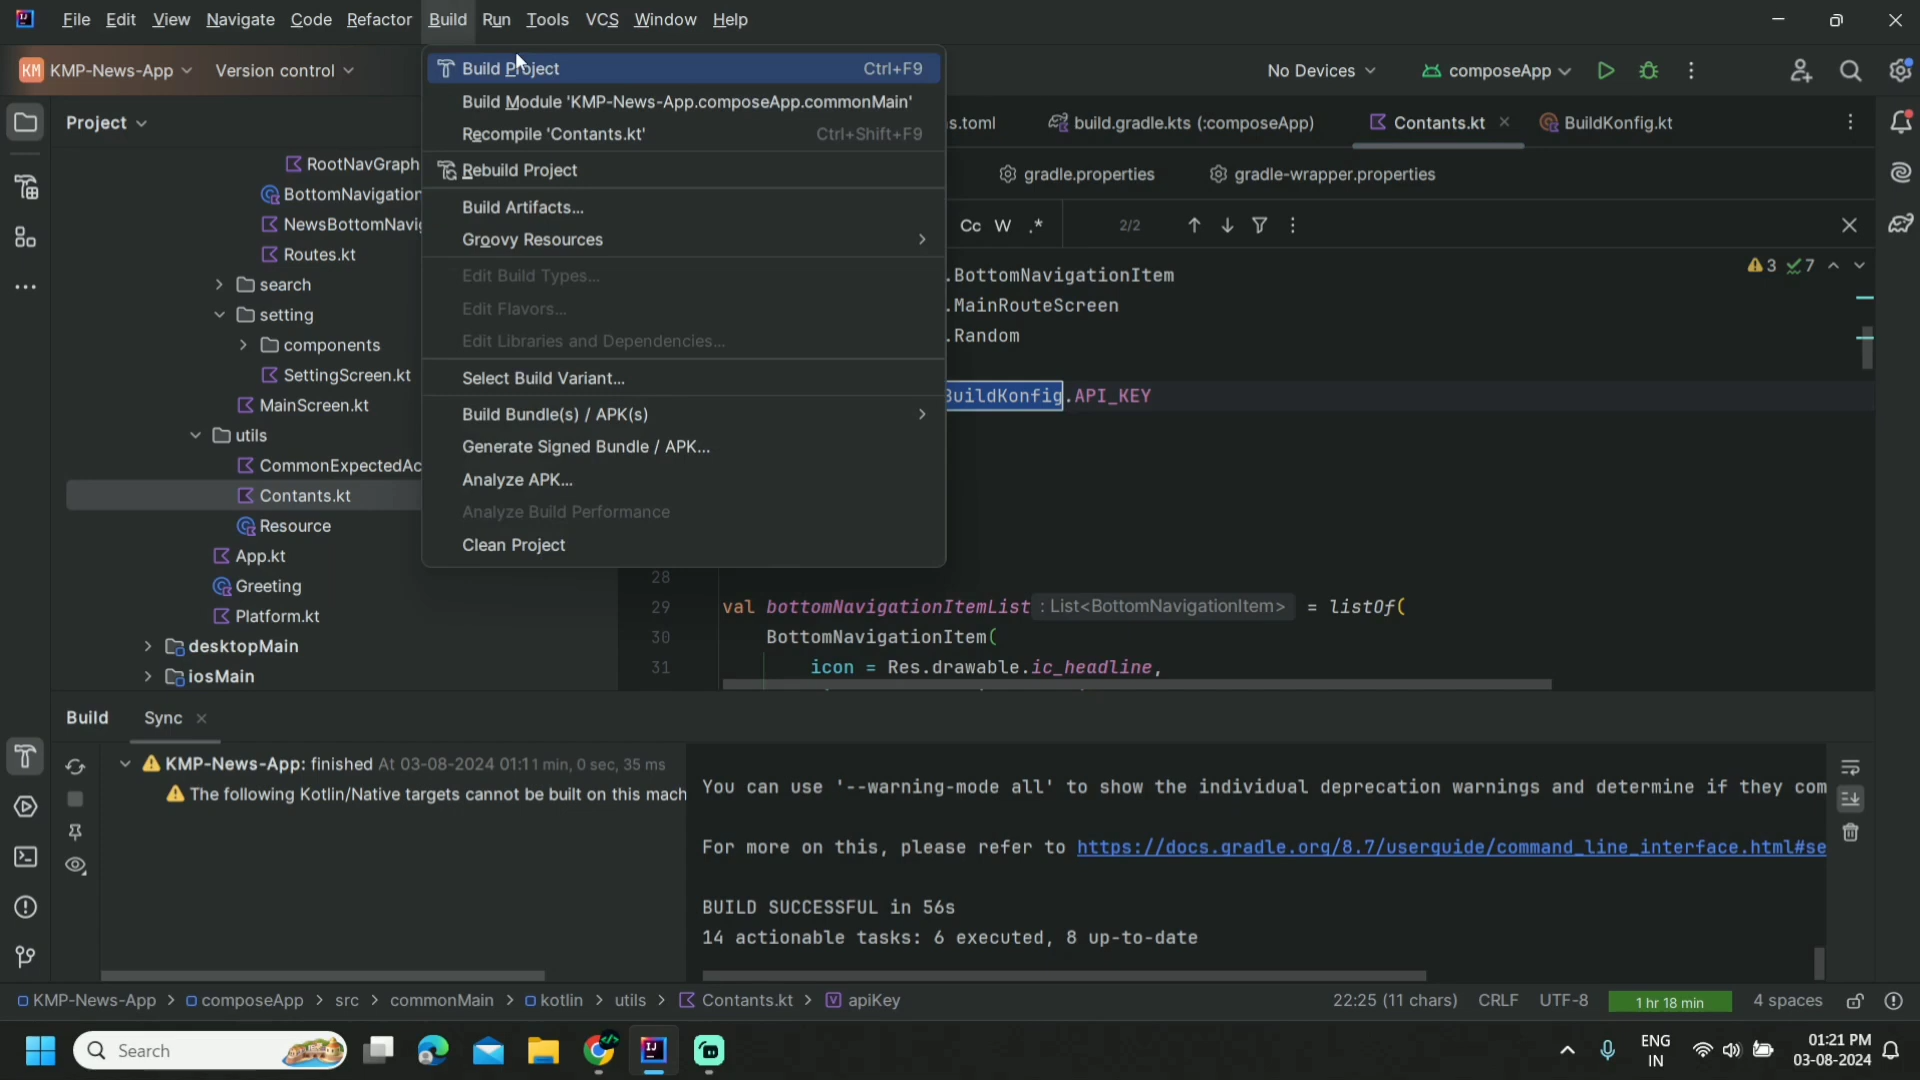 File Edit View Navigate Code Refactor Build Run Tools VCS Window Help
KM KMP-News-App Version control No Devices composeApp
Build Project Ctrl+F9
Build Module 'KMP-News-App.composeApp.commonMain'
Recompile 'Contants.kt' Ctrl+Shift+F9
Rebuild Project
Build Artifacts...
Groovy Resources
Edit Build Types...
Edit Flavors...
Edit Libraries and Dependencies...
Select Build Variant...
Build Bundle(s) / APK(s)
Generate Signed Bundle / APK...
Analyze APK...
Analyze Build Performance
Clean Project
Project
RootNavGraph
BottomNavigation
NewsBottomNavi
Routes.kt
search
setting
components
SettingScreen.kt
MainScreen.kt
utils
CommonExpectedAc
Contants.kt
Resource
App.kt
Greeting
Platform.kt
desktopMain
iosMain
s.toml build.gradle.kts (:composeApp) Contants.kt BuildKonfig.kt
gradle.properties gradle-wrapper.properties
Cc W .* 2/2
3 7
.BottomNavigationItem
.MainRouteScreen
.Random
BuildKonfig.API_KEY
28
29 val bottomNavigationItemList : List<BottomNavigationItem> = listOf(
30 BottomNavigationItem(
31 icon = Res.drawable.ic_headline,
Build Sync
KMP-News-App: finished At 03-08-2024 01:11 1 min, 0 sec, 35 ms
The following Kotlin/Native targets cannot be built on this mach
You can use '--warning-mode all' to show the individual deprecation warnings and determine if they com
For more on this, please refer to https://docs.gradle.org/8.7/userguide/command_line_interface.html#se
BUILD SUCCESSFUL in 56s
14 actionable tasks: 6 executed, 8 up-to-date
KMP-News-App > composeApp > src > commonMain > kotlin > utils > Contants.kt > apiKey 22:25 (11 chars) CRLF UTF-8 1 hr 18 min 4 spaces
Search ENG IN 01:21 PM 03-08-2024